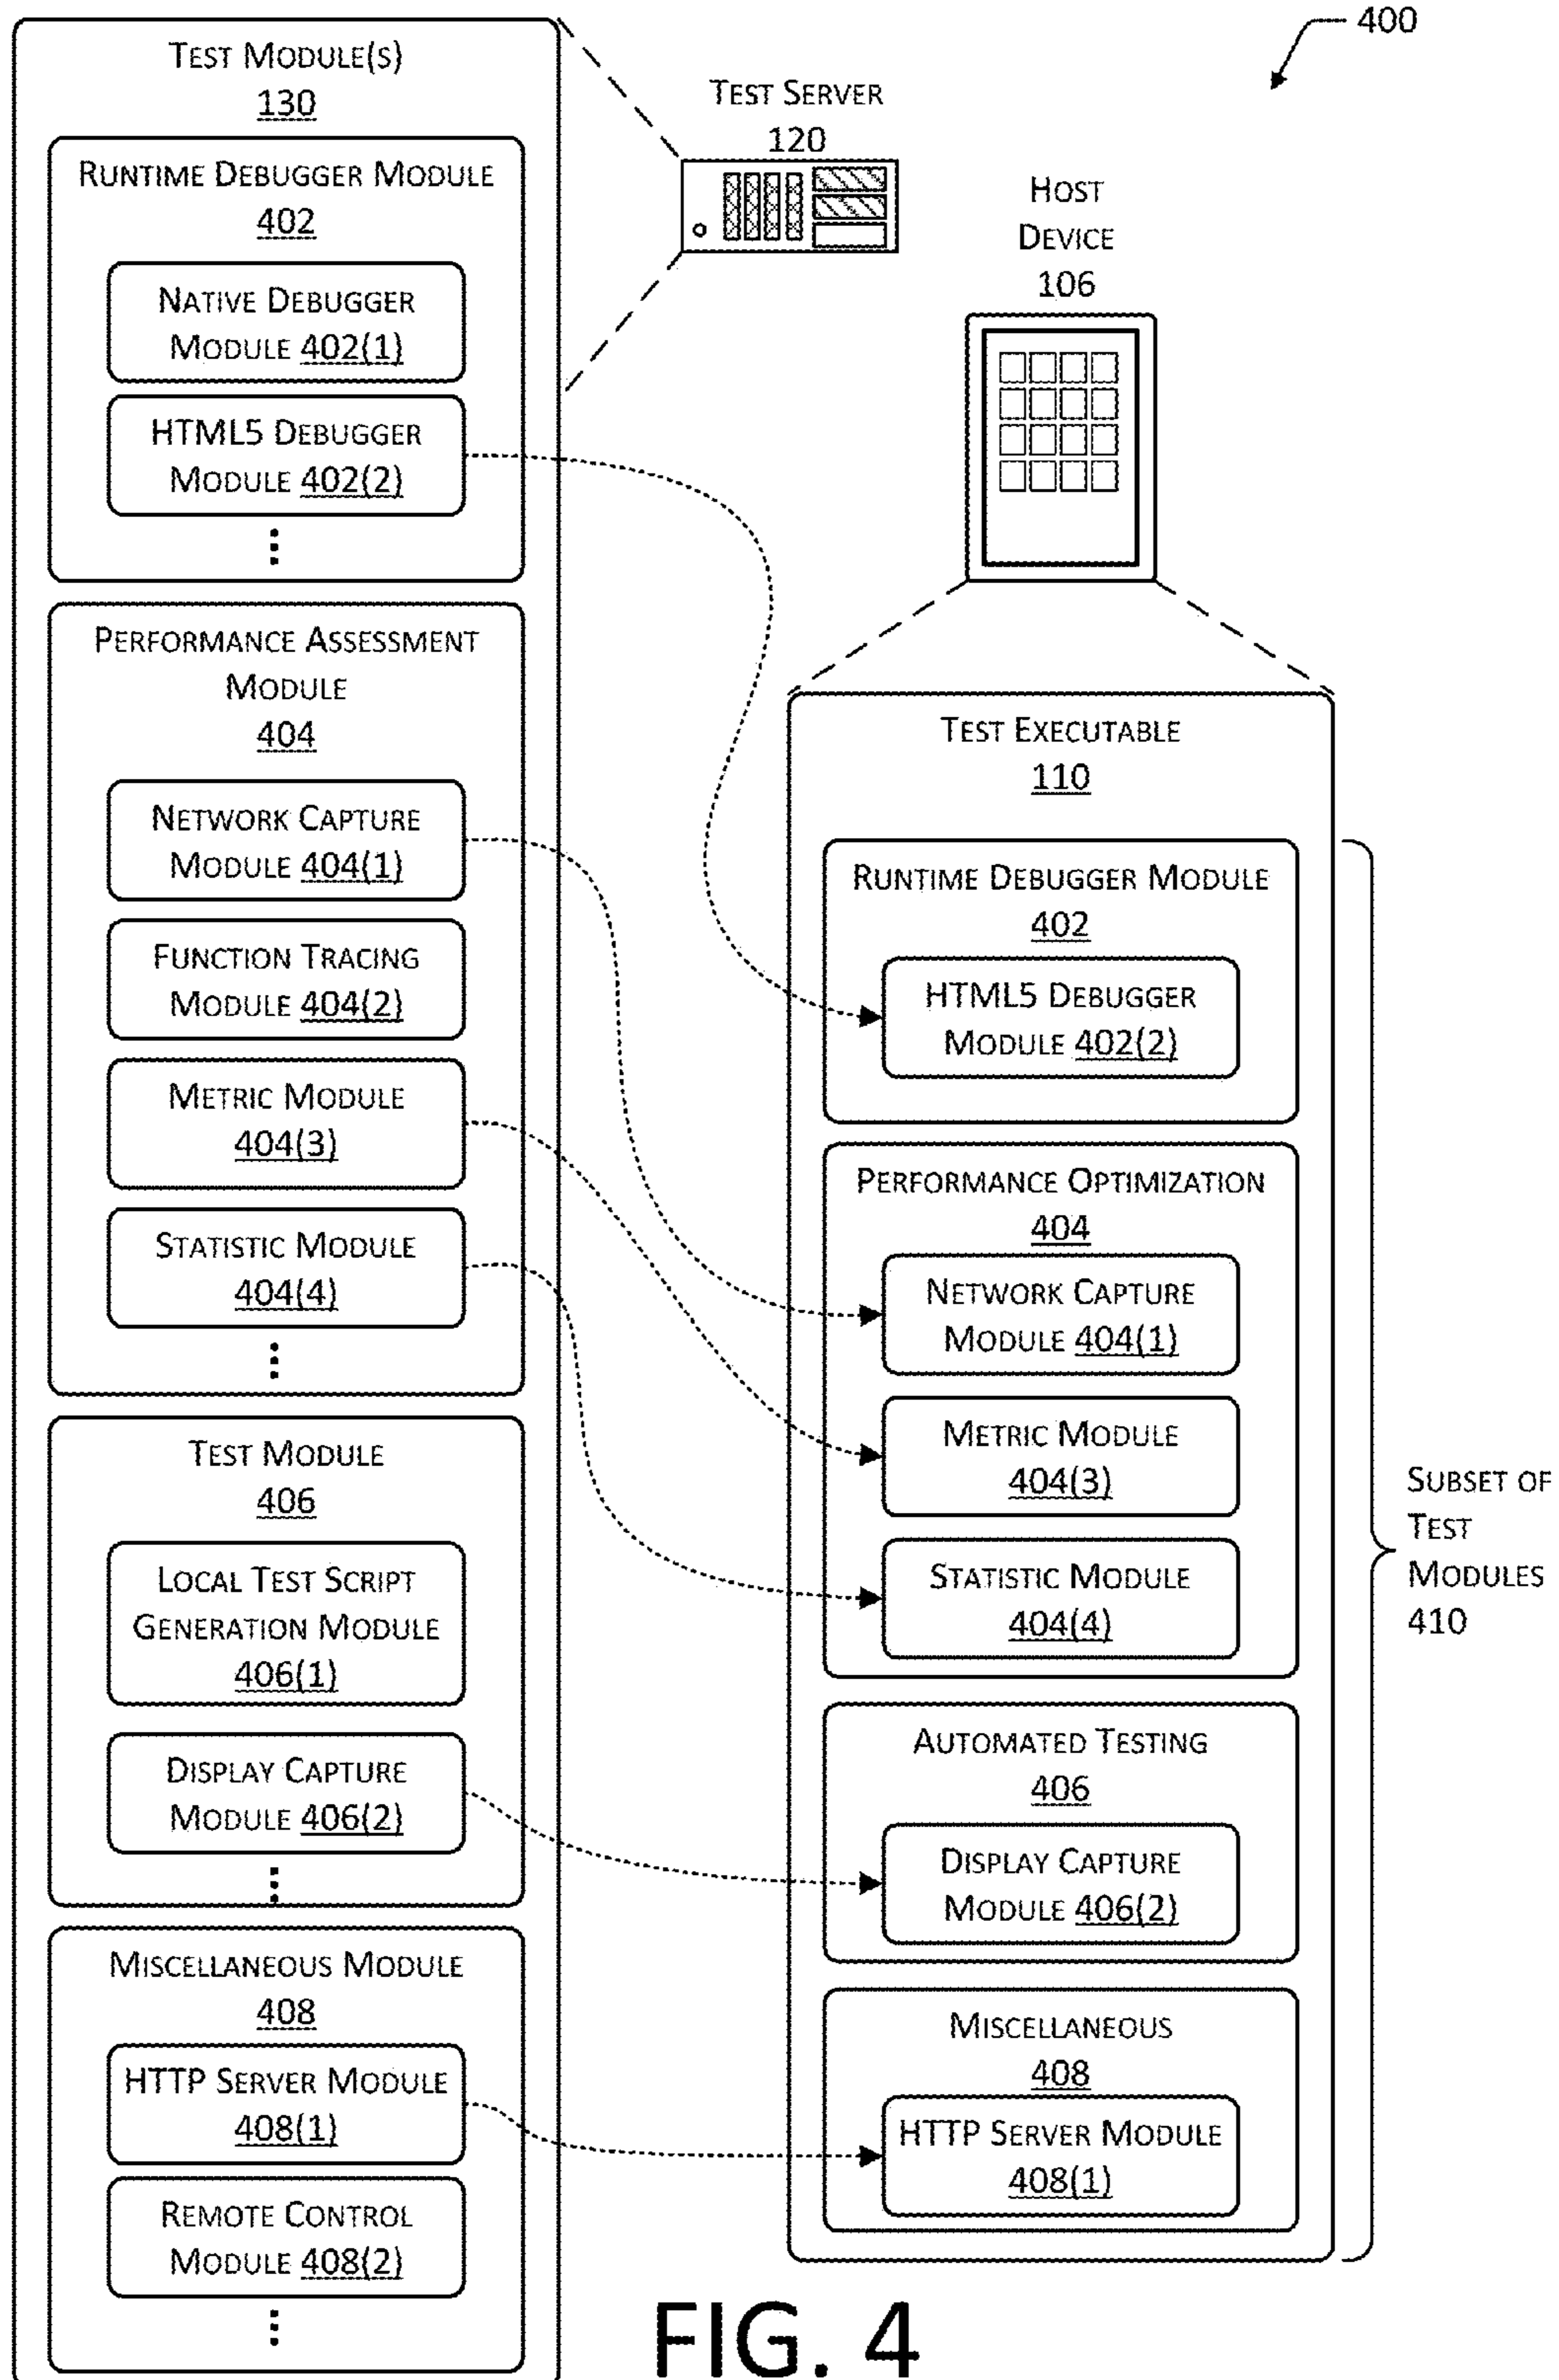 400
TEST MODULE(S)
130
RUNTIME DEBUGGER MODULE
402
NATIVE DEBUGGER
MODULE 402(1)
HTML5 DEBUGGER
MODULE 402(2)
PERFORMANCE ASSESSMENT
MODULE
404
NETWORK CAPTURE
MODULE 404(1)
FUNCTION TRACING
MODULE 404(2)
METRIC MODULE
404(3)
STATISTIC MODULE
404(4)
TEST MODULE
406
LOCAL TEST SCRIPT
GENERATION MODULE
406(1)
DISPLAY CAPTURE
MODULE 406(2)
MISCELLANEOUS MODULE
408
HTTP SERVER MODULE
408(1)
REMOTE CONTROL
MODULE 408(2)
TEST SERVER
120
HOST
DEVICE
106
TEST EXECUTABLE
110
RUNTIME DEBUGGER MODULE
402
HTML5 DEBUGGER
MODULE 402(2)
PERFORMANCE OPTIMIZATION
404
NETWORK CAPTURE
MODULE 404(1)
METRIC MODULE
404(3)
STATISTIC MODULE
404(4)
AUTOMATED TESTING
406
DISPLAY CAPTURE
MODULE 406(2)
MISCELLANEOUS
408
HTTP SERVER MODULE
408(1)
SUBSET OF
TEST
MODULES
410
FIG. 4